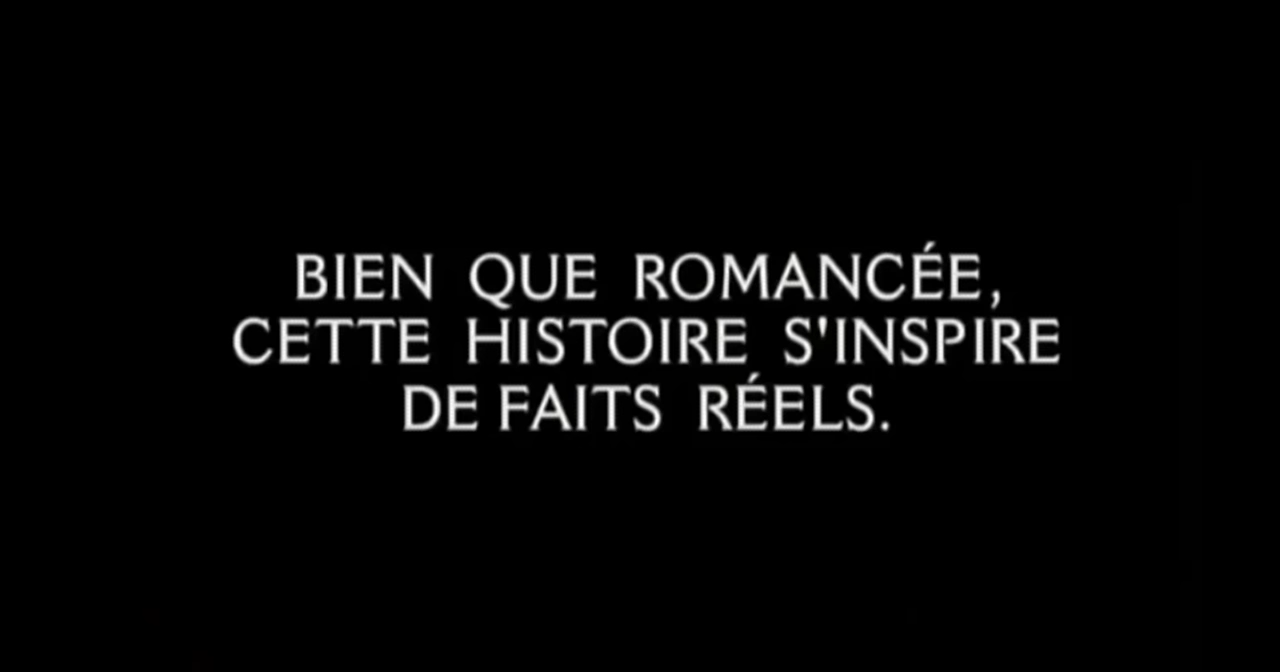 BIEN QUE ROMANCÉE,
CETTE HISTOIRE S'INSPIRE
DE FAITS RÉELS.